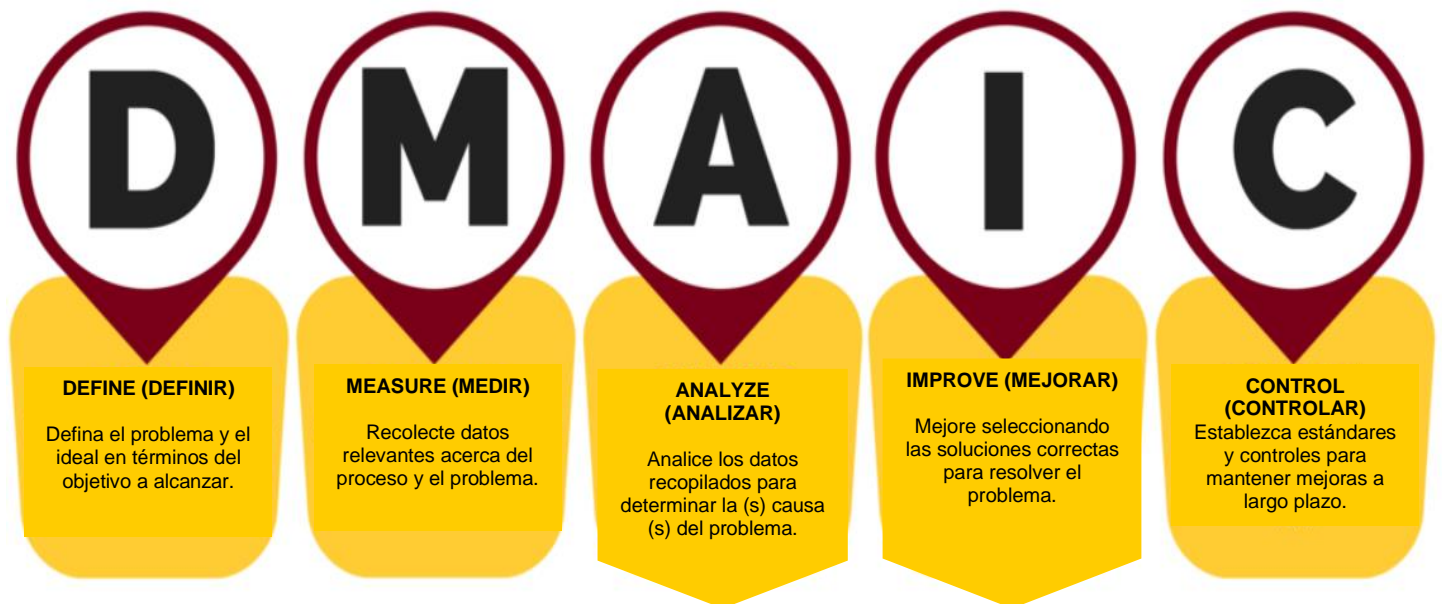 D
M
A
I
C
DEFINE (DEFINIR)
Defina el problema y el
ideal en términos del
objetivo a alcanzar.
MEASURE (MEDIR)
Recolecte datos
relevantes acerca del
proceso y el problema.
ANALYZE
(ANALIZAR)
Analice los datos
recopilados para
determinar la (s) causa
(s) del problema.
IMPROVE (MEJORAR)
Mejore seleccionando
las soluciones correctas
para resolver el
problema.
CONTROL
(CONTROLAR)
Establezca estándares
y controles para
mantener mejoras a
largo plazo.